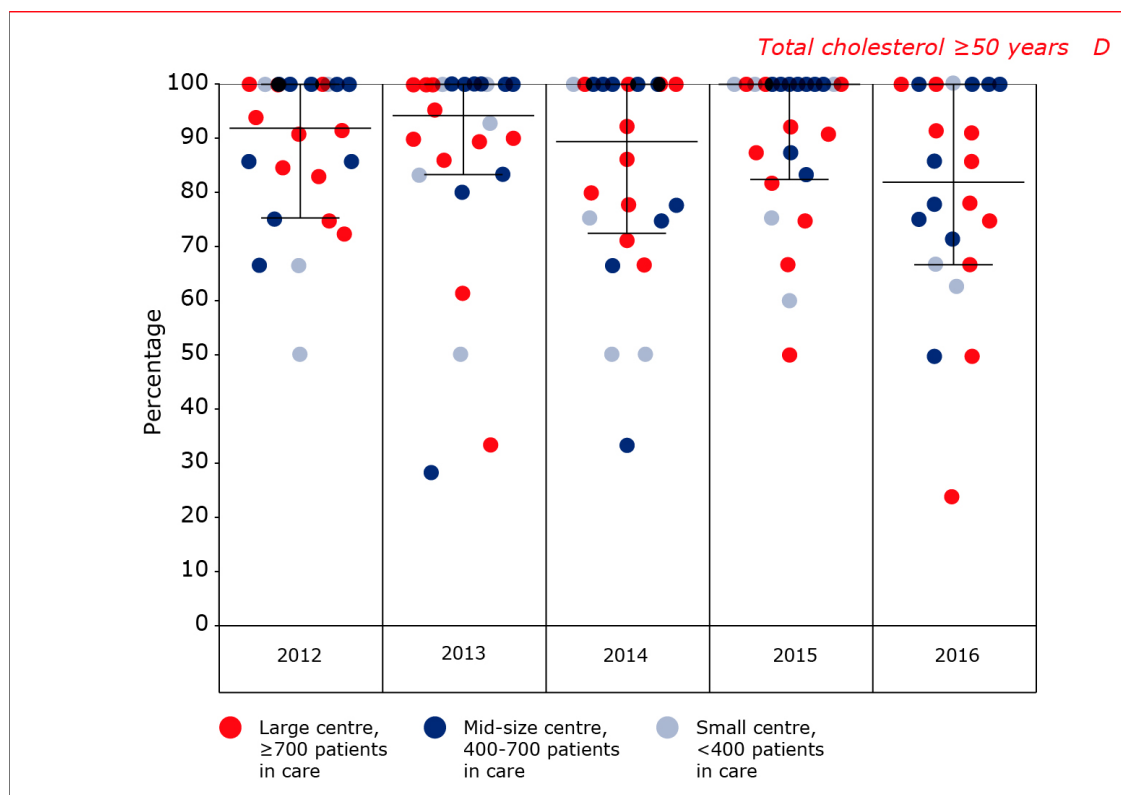 Total cholesterol ≥50 years D
100
90
80
70
60
50
40
30
20
10
0
Percentage
2012
2013
2014
2015
2016
Large centre,
≥700 patients
in care
Mid-size centre,
400-700 patients
in care
Small centre,
<400 patients
in care